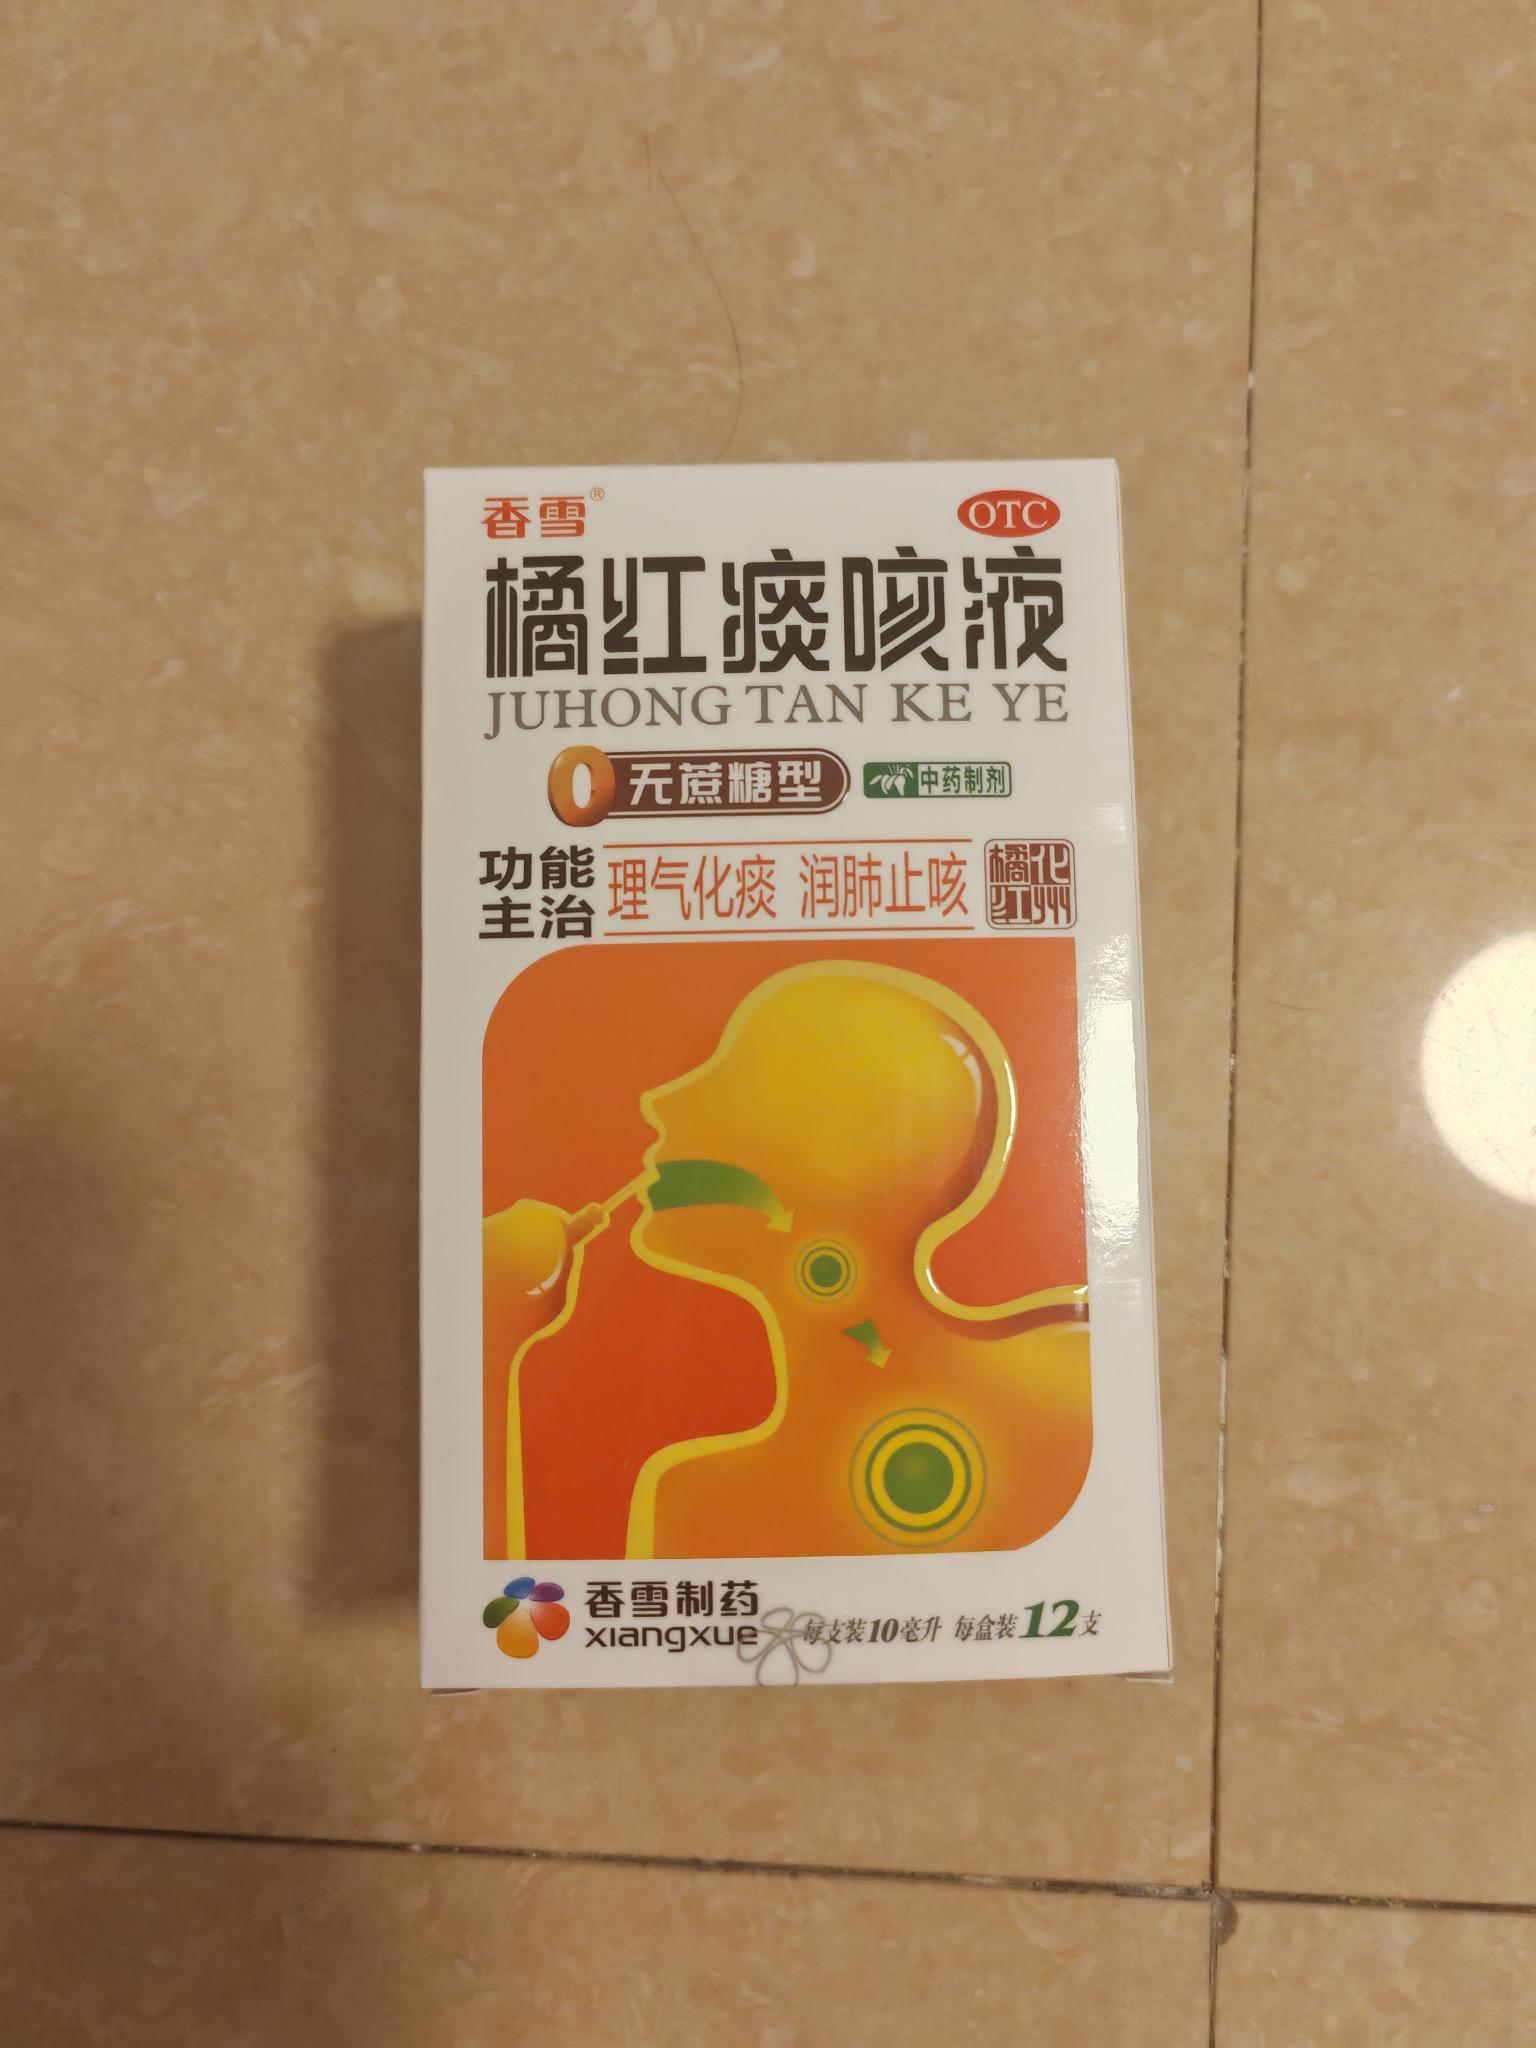 香雪®
OTC
橘红痰咳液
JUHONG TAN KE YE
0 无蔗糖型
中药制剂
功能主治
理气化痰 润肺止咳
化州橘红
香雪制药
xiangxue
每支装10毫升 每盒装12支